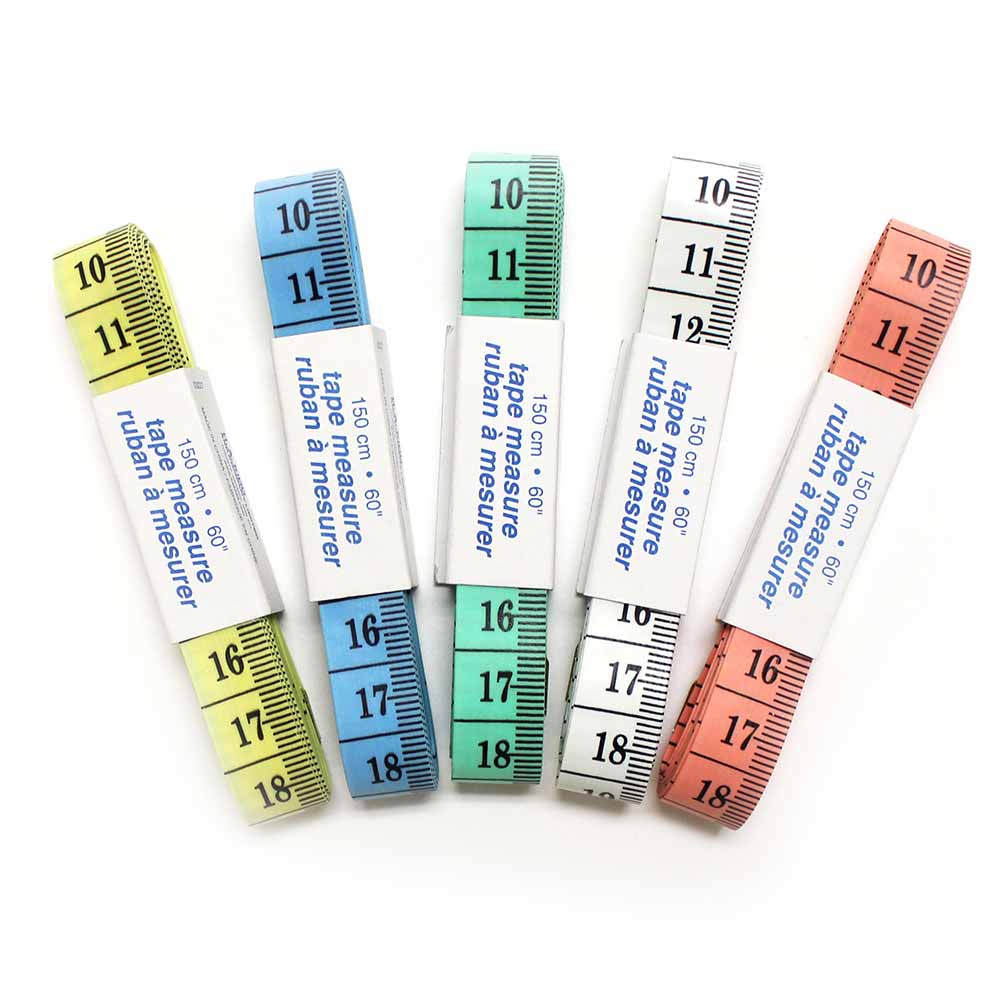 10
11
150 cm • 60"
tape measure
ruban à mesurer
16
17
18
10
11
150 cm • 60"
tape measure
ruban à mesurer
16
17
18
10
11
150 cm • 60"
tape measure
ruban à mesurer
16
17
18
10
11
12
150 cm • 60"
tape measure
ruban à mesurer
16
17
18
10
11
150 cm • 60"
tape measure
ruban à mesurer
16
17
18